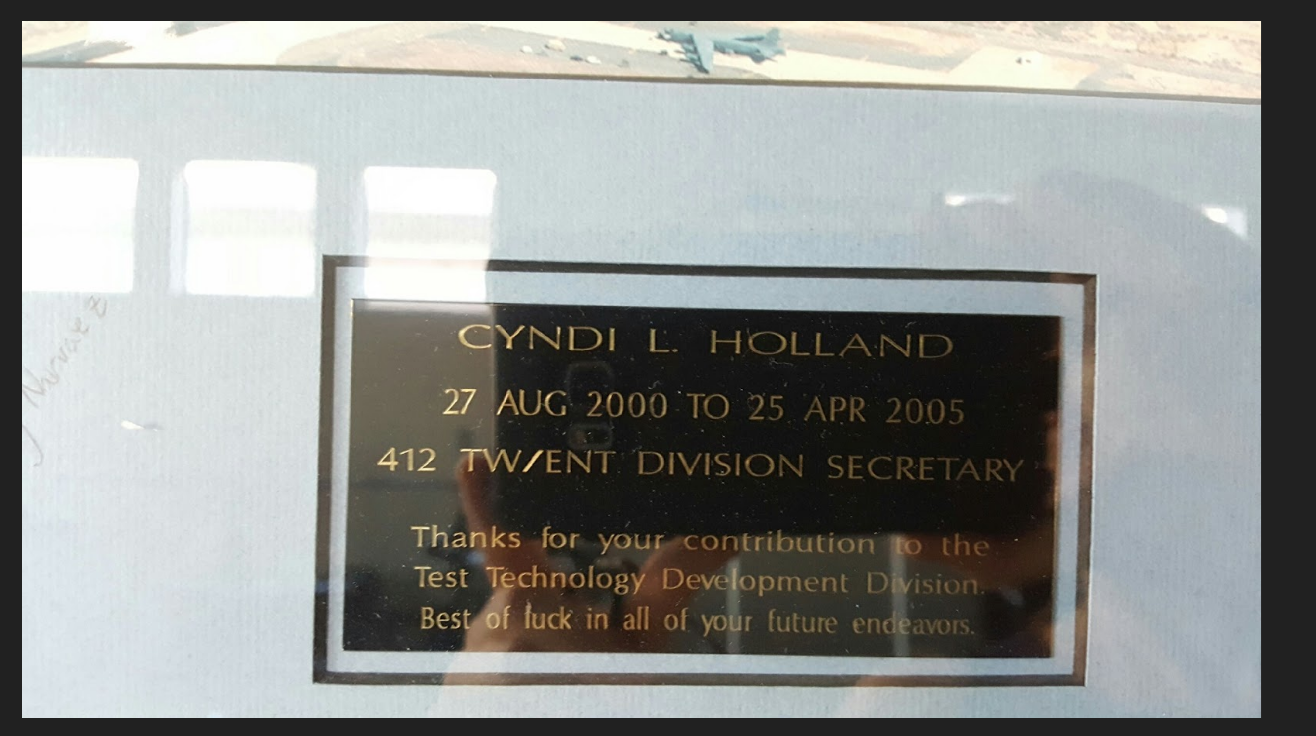 CYNDI L. HOLLAND
27 AUG 2000 TO 25 APR 2005
412 TW/ENT DIVISION SECRETARY
Thanks for your contribution to the
Test Technology Development Division.
Best of luck in all of your future endeavors.